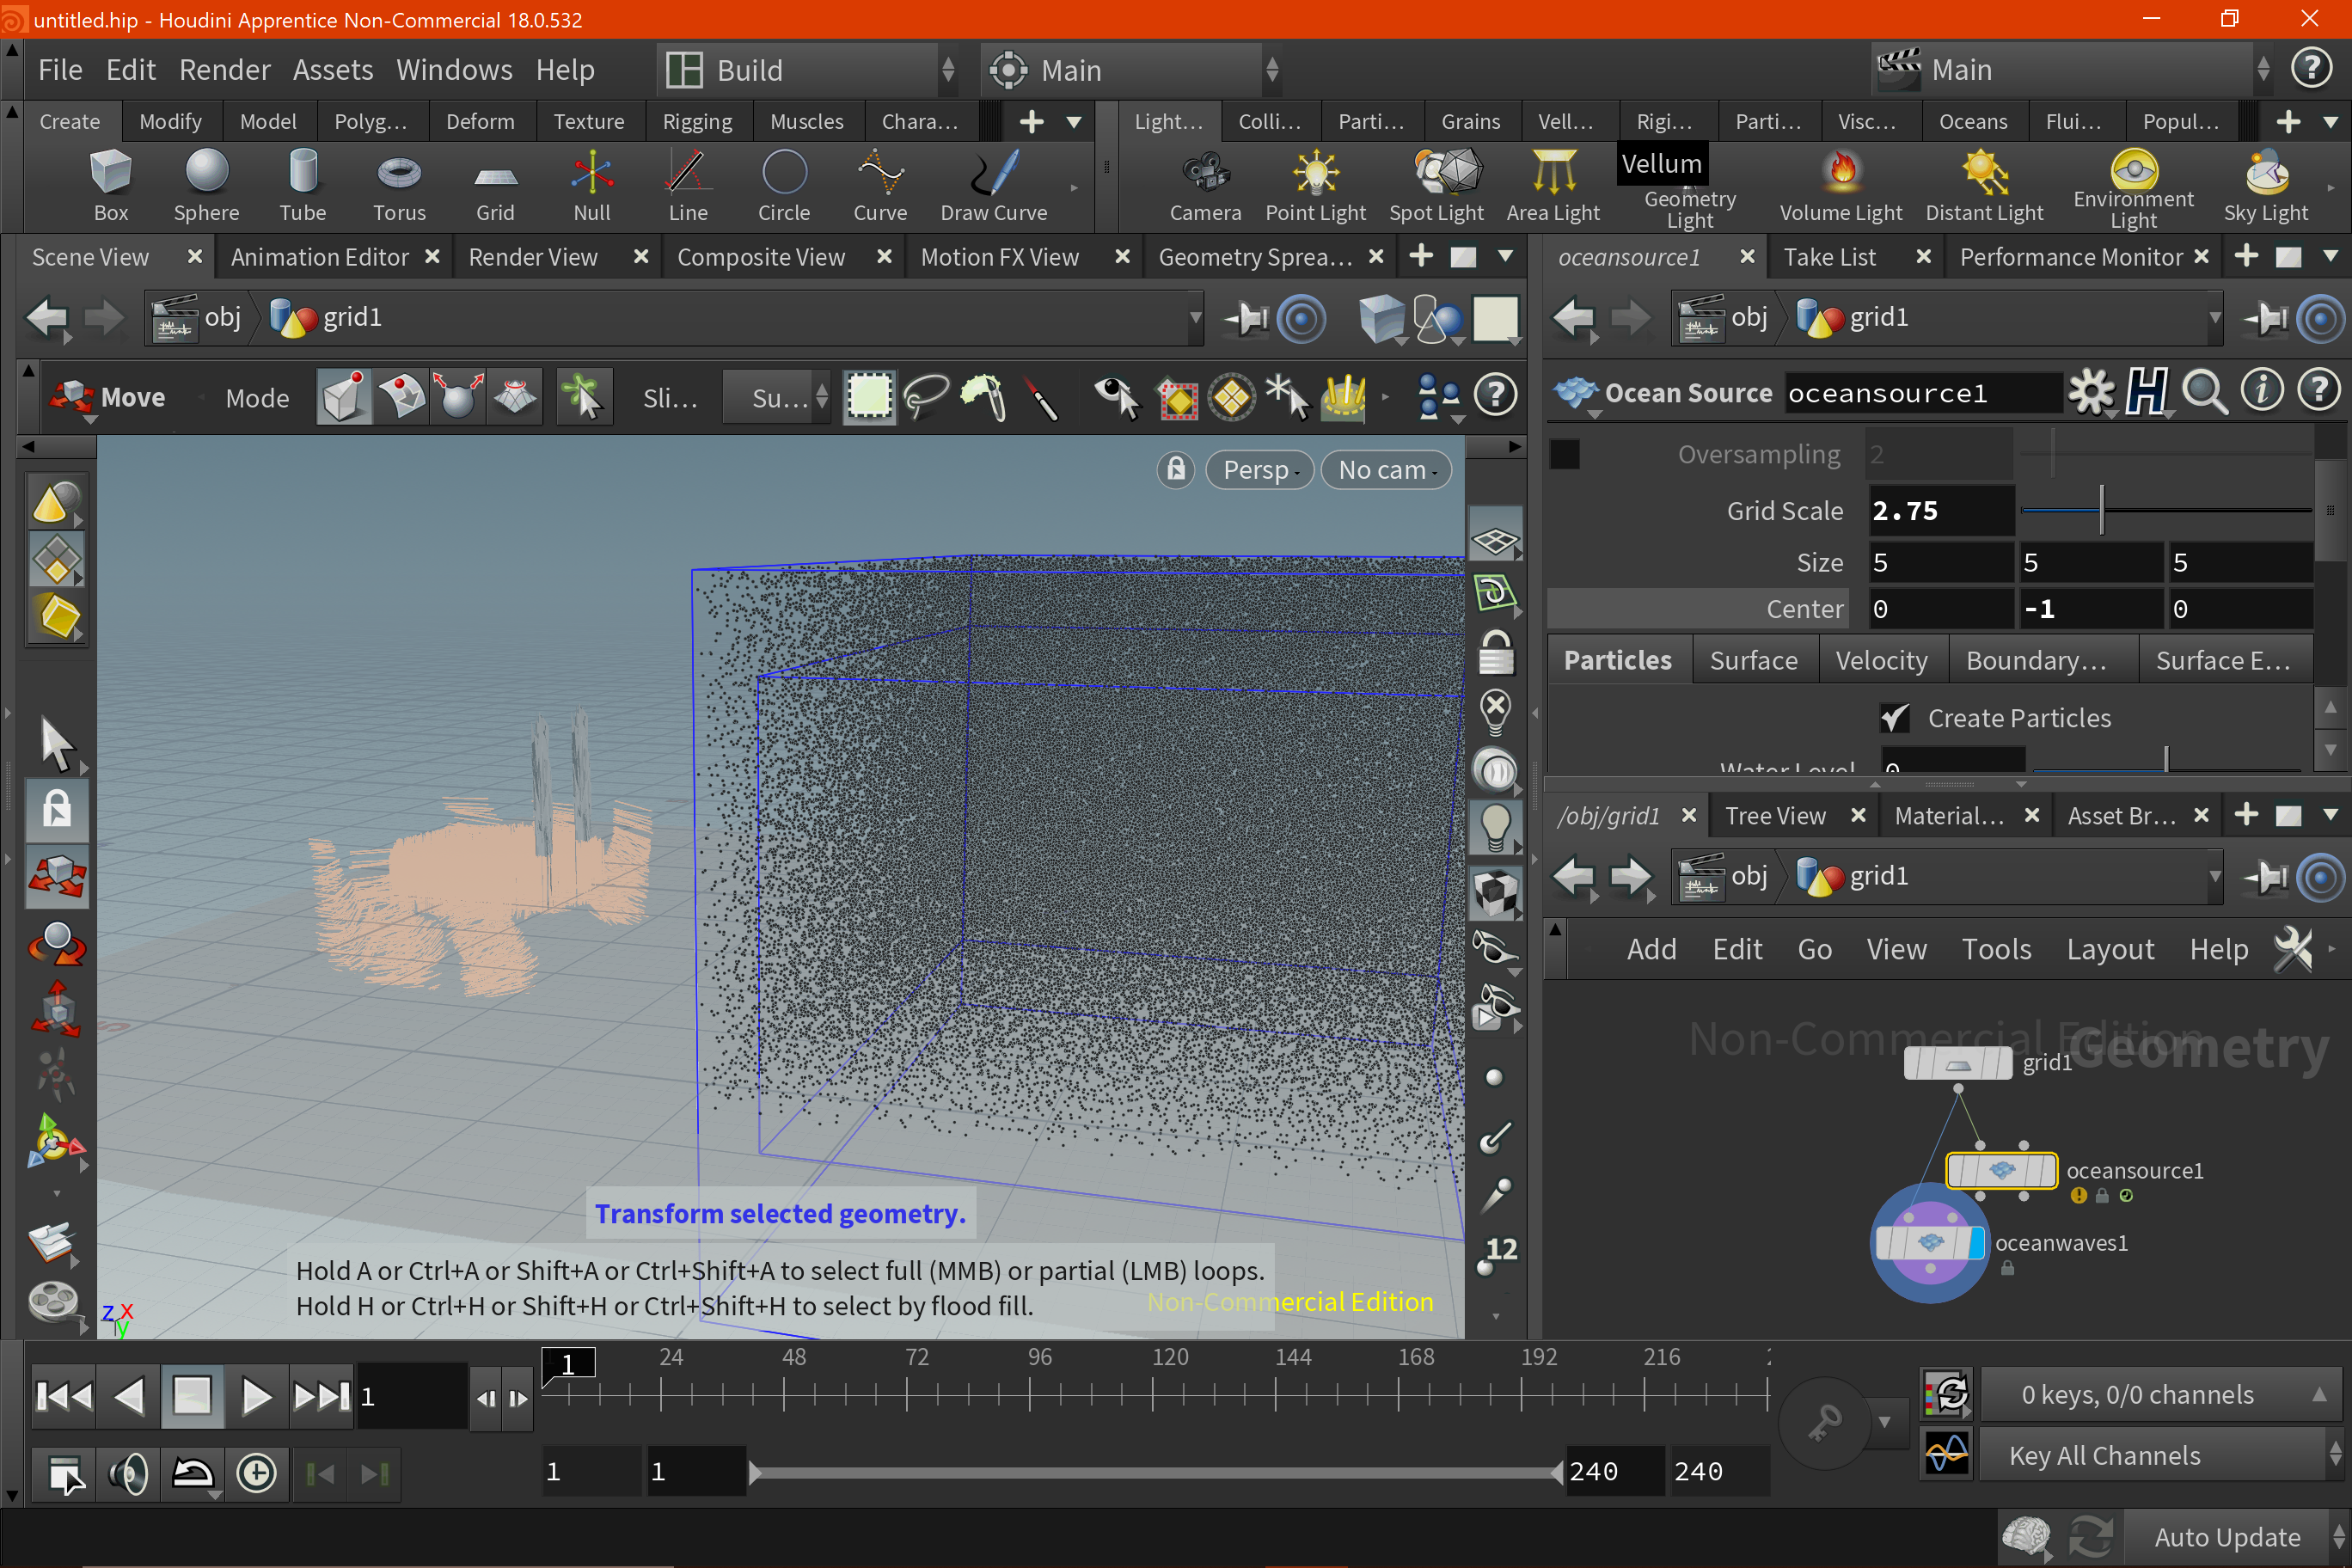 untitled.hip - Houdini Apprentice Non-Commercial 18.0.532
File Edit Render Assets Windows Help
Build
Main
Main
Create Modify Model Polyg... Deform Texture Rigging Muscles Chara...
Light... Colli... Parti... Grains Vell... Rigi... Parti... Visc... Oceans Flui... Popul...
Vellum
Box Sphere Tube Torus Grid Null Line Circle Curve Draw Curve
Camera Point Light Spot Light Area Light Geometry Light Volume Light Distant Light Environment Light Sky Light
Scene View Animation Editor Render View Composite View Motion FX View Geometry Sprea...
oceansource1 Take List Performance Monitor
obj grid1
obj grid1
Move Mode Sli... Su...
Ocean Source oceansource1
Persp No cam
Oversampling 2
Grid Scale 2.75
Size 5 5 5
Center 0 -1 0
Particles Surface Velocity Boundary... Surface E...
Create Particles
Water Level 0
/obj/grid1 Tree View Material... Asset Br...
obj grid1
Add Edit Go View Tools Layout Help
Non-Commercial Edition
Geometry
grid1
oceansource1
oceanwaves1
12
Transform selected geometry.
Hold A or Ctrl+A or Shift+A or Ctrl+Shift+A to select full (MMB) or partial (LMB) loops.
Hold H or Ctrl+H or Shift+H or Ctrl+Shift+H to select by flood fill.
Non-Commercial Edition
z x
y
1 24 48 72 96 120 144 168 192 216
1
0 keys, 0/0 channels
1 1 240 240
Key All Channels
Auto Update